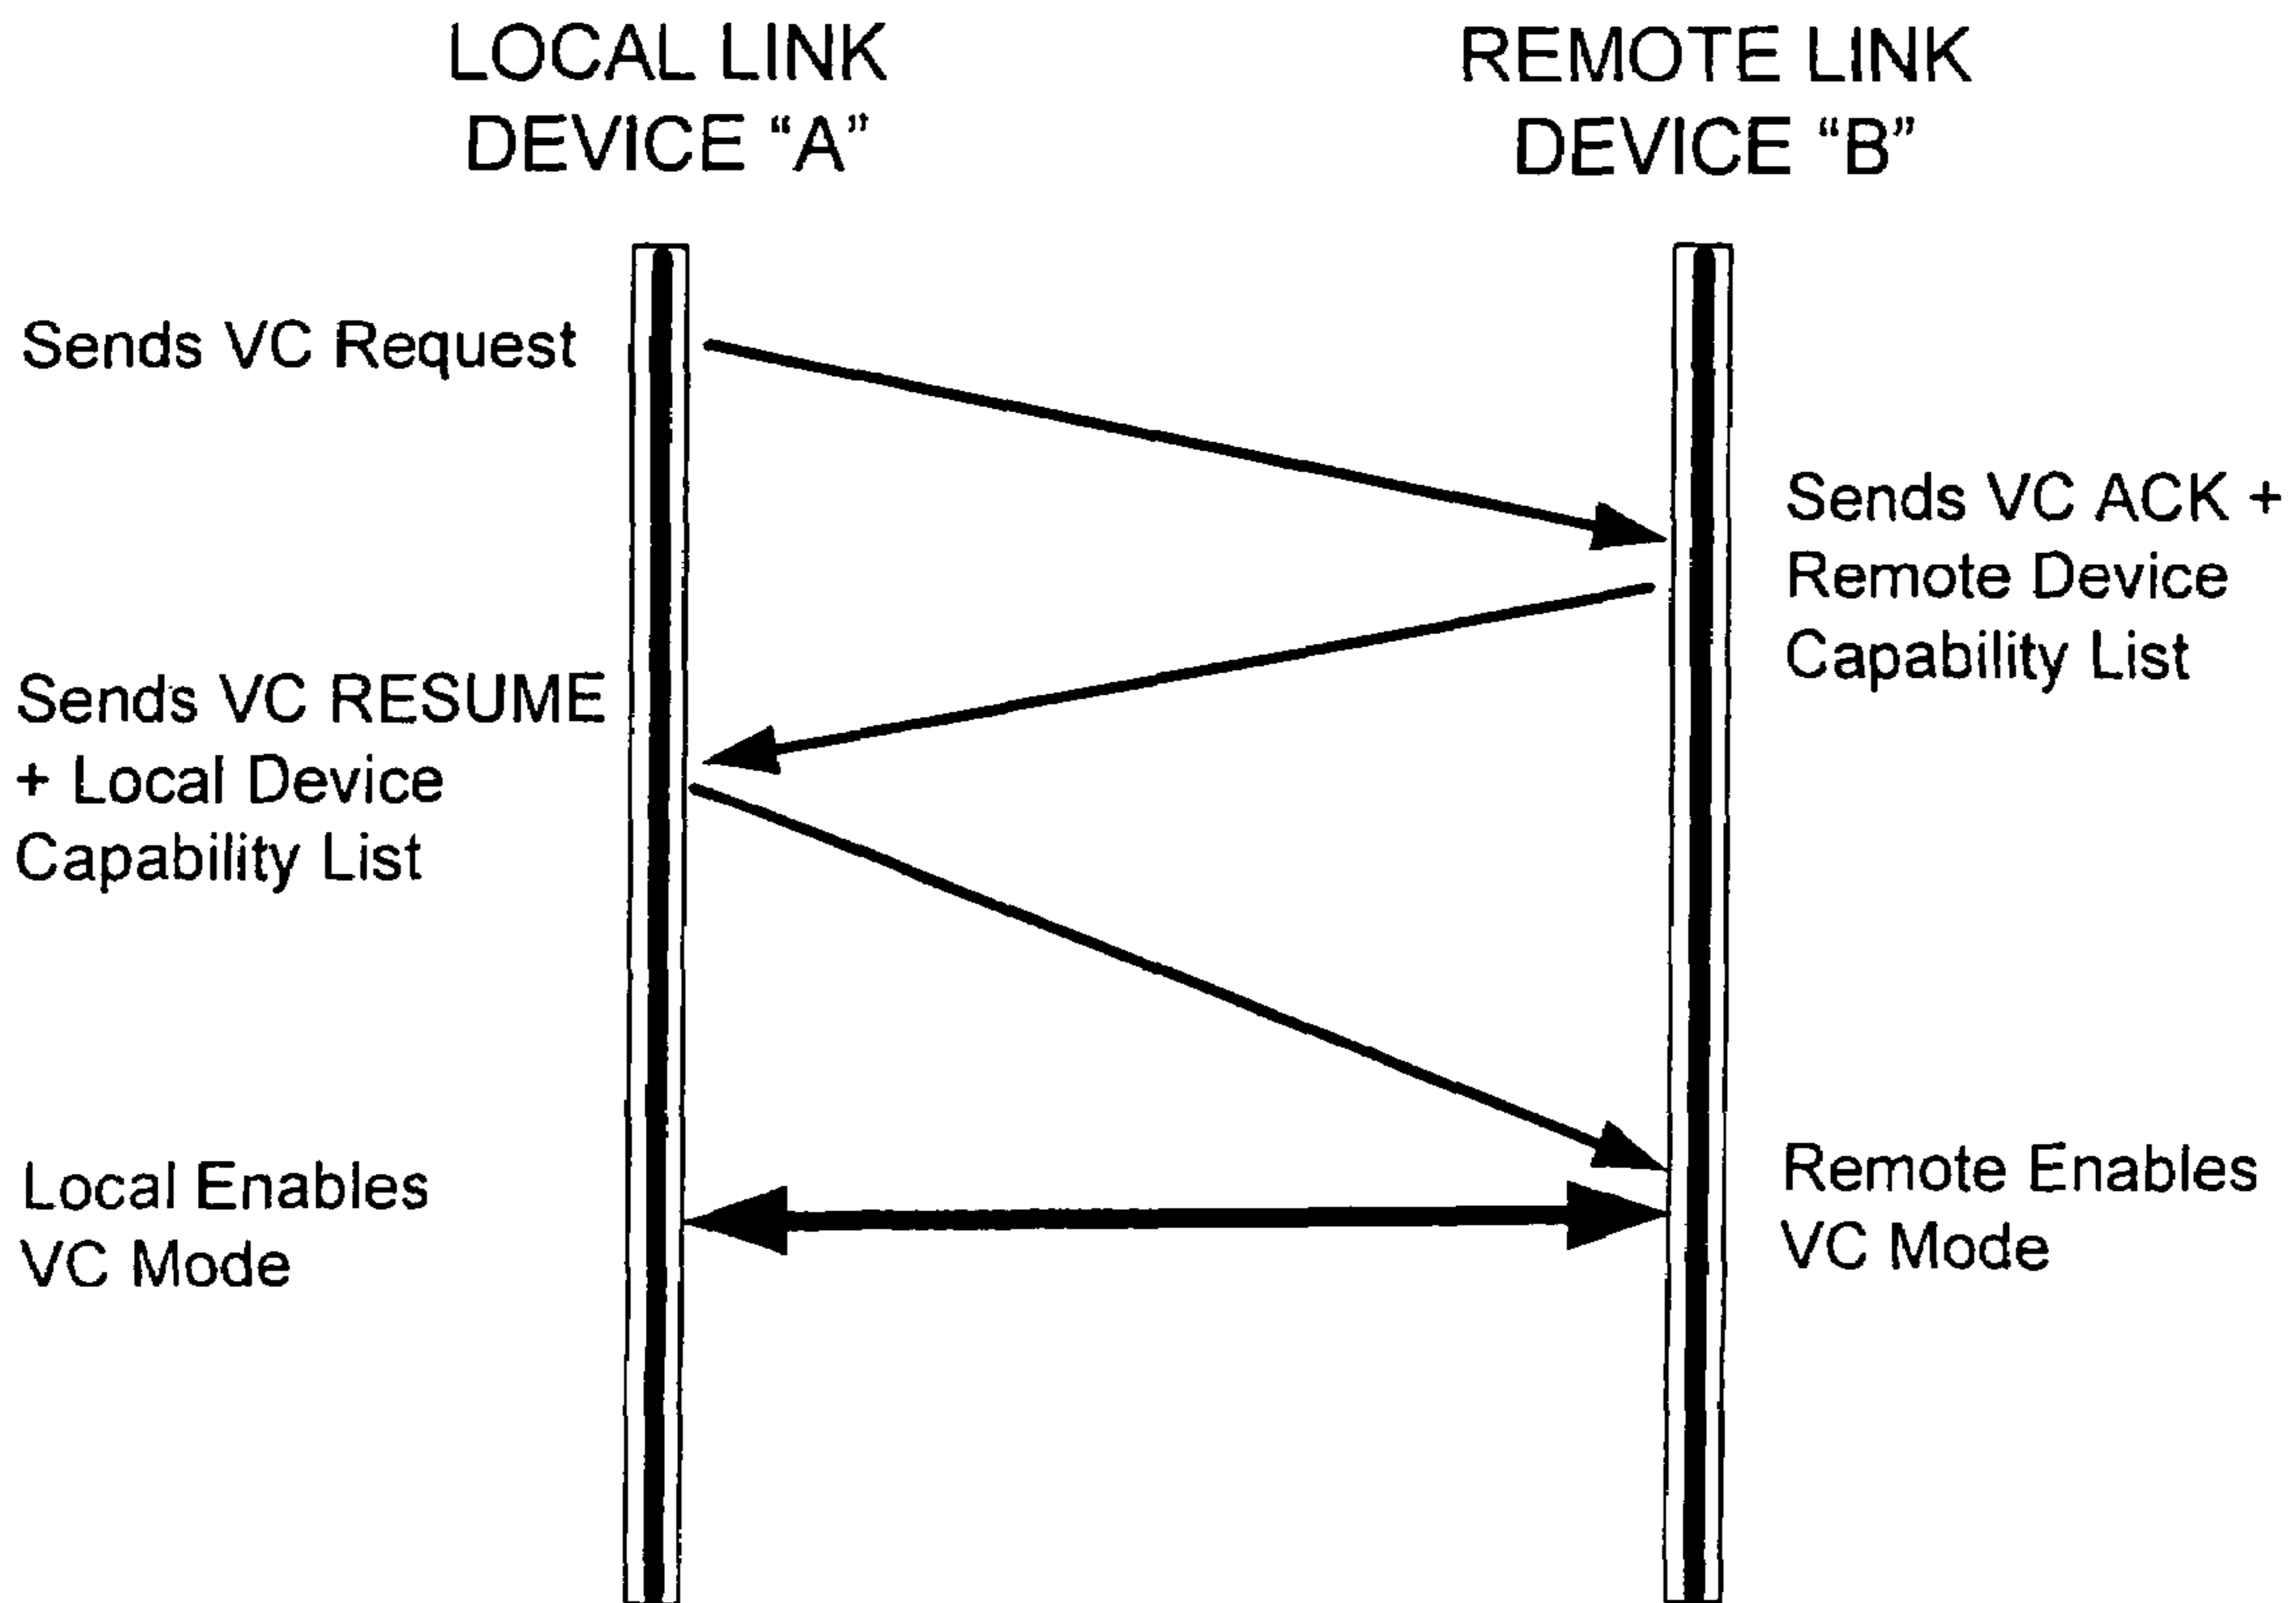 LOCAL LINK
DEVICE “A”
REMOTE LINK
DEVICE “B”
Sends VC Request
Sends VC ACK +
Remote Device
Capability List
Sends VC RESUME
+ Local Device
Capability List
Local Enables
VC Mode
Remote Enables
VC Mode